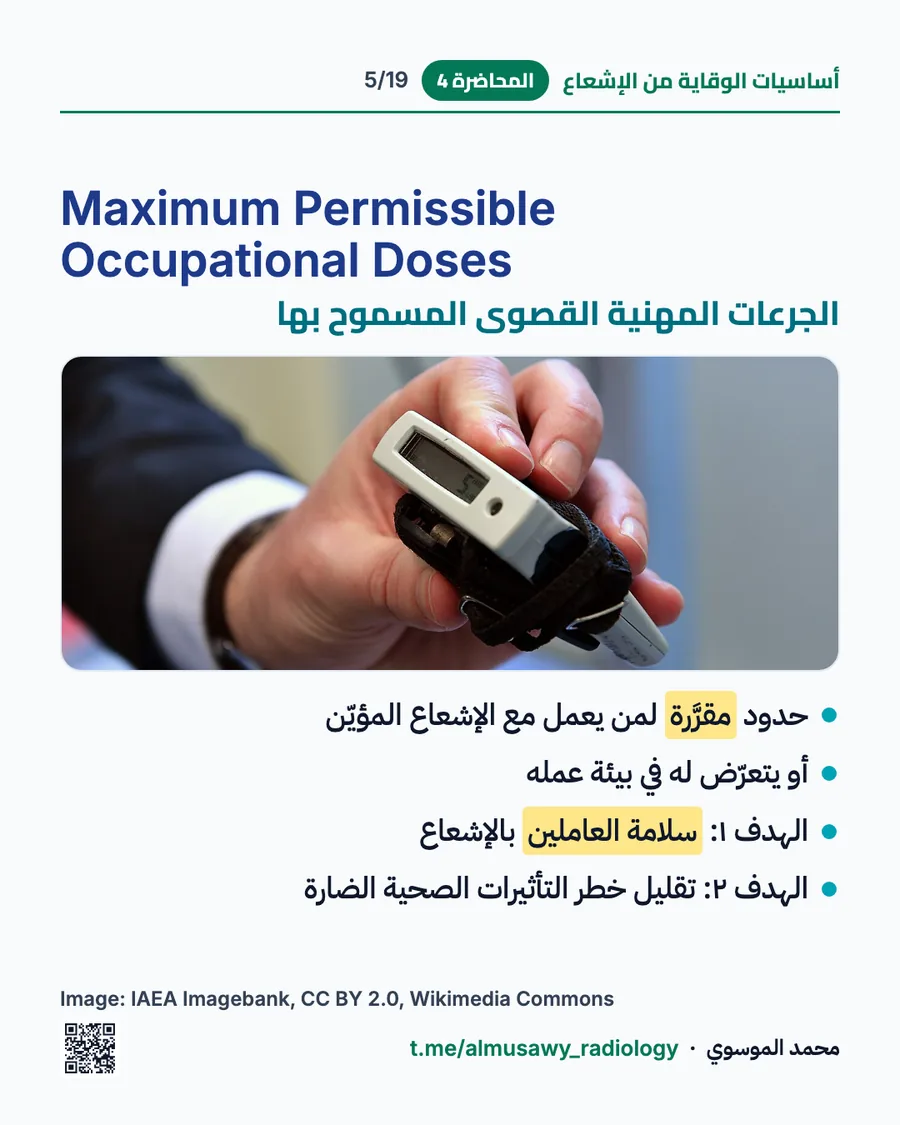 أساسيات الوقاية من الإشعاع المحاضرة 4 5/19
Maximum Permissible
Occupational Doses
الجرعات المهنية القصوى المسموح بها
حدود مقرَّرة لمن يعمل مع الإشعاع المؤيّن
أو يتعرّض له في بيئة عمله
الهدف ١: سلامة العاملين بالإشعاع
الهدف ٢: تقليل خطر التأثيرات الصحية الضارة
Image: IAEA Imagebank, CC BY 2.0, Wikimedia Commons
محمد الموسوي · t.me/almusawy_radiology